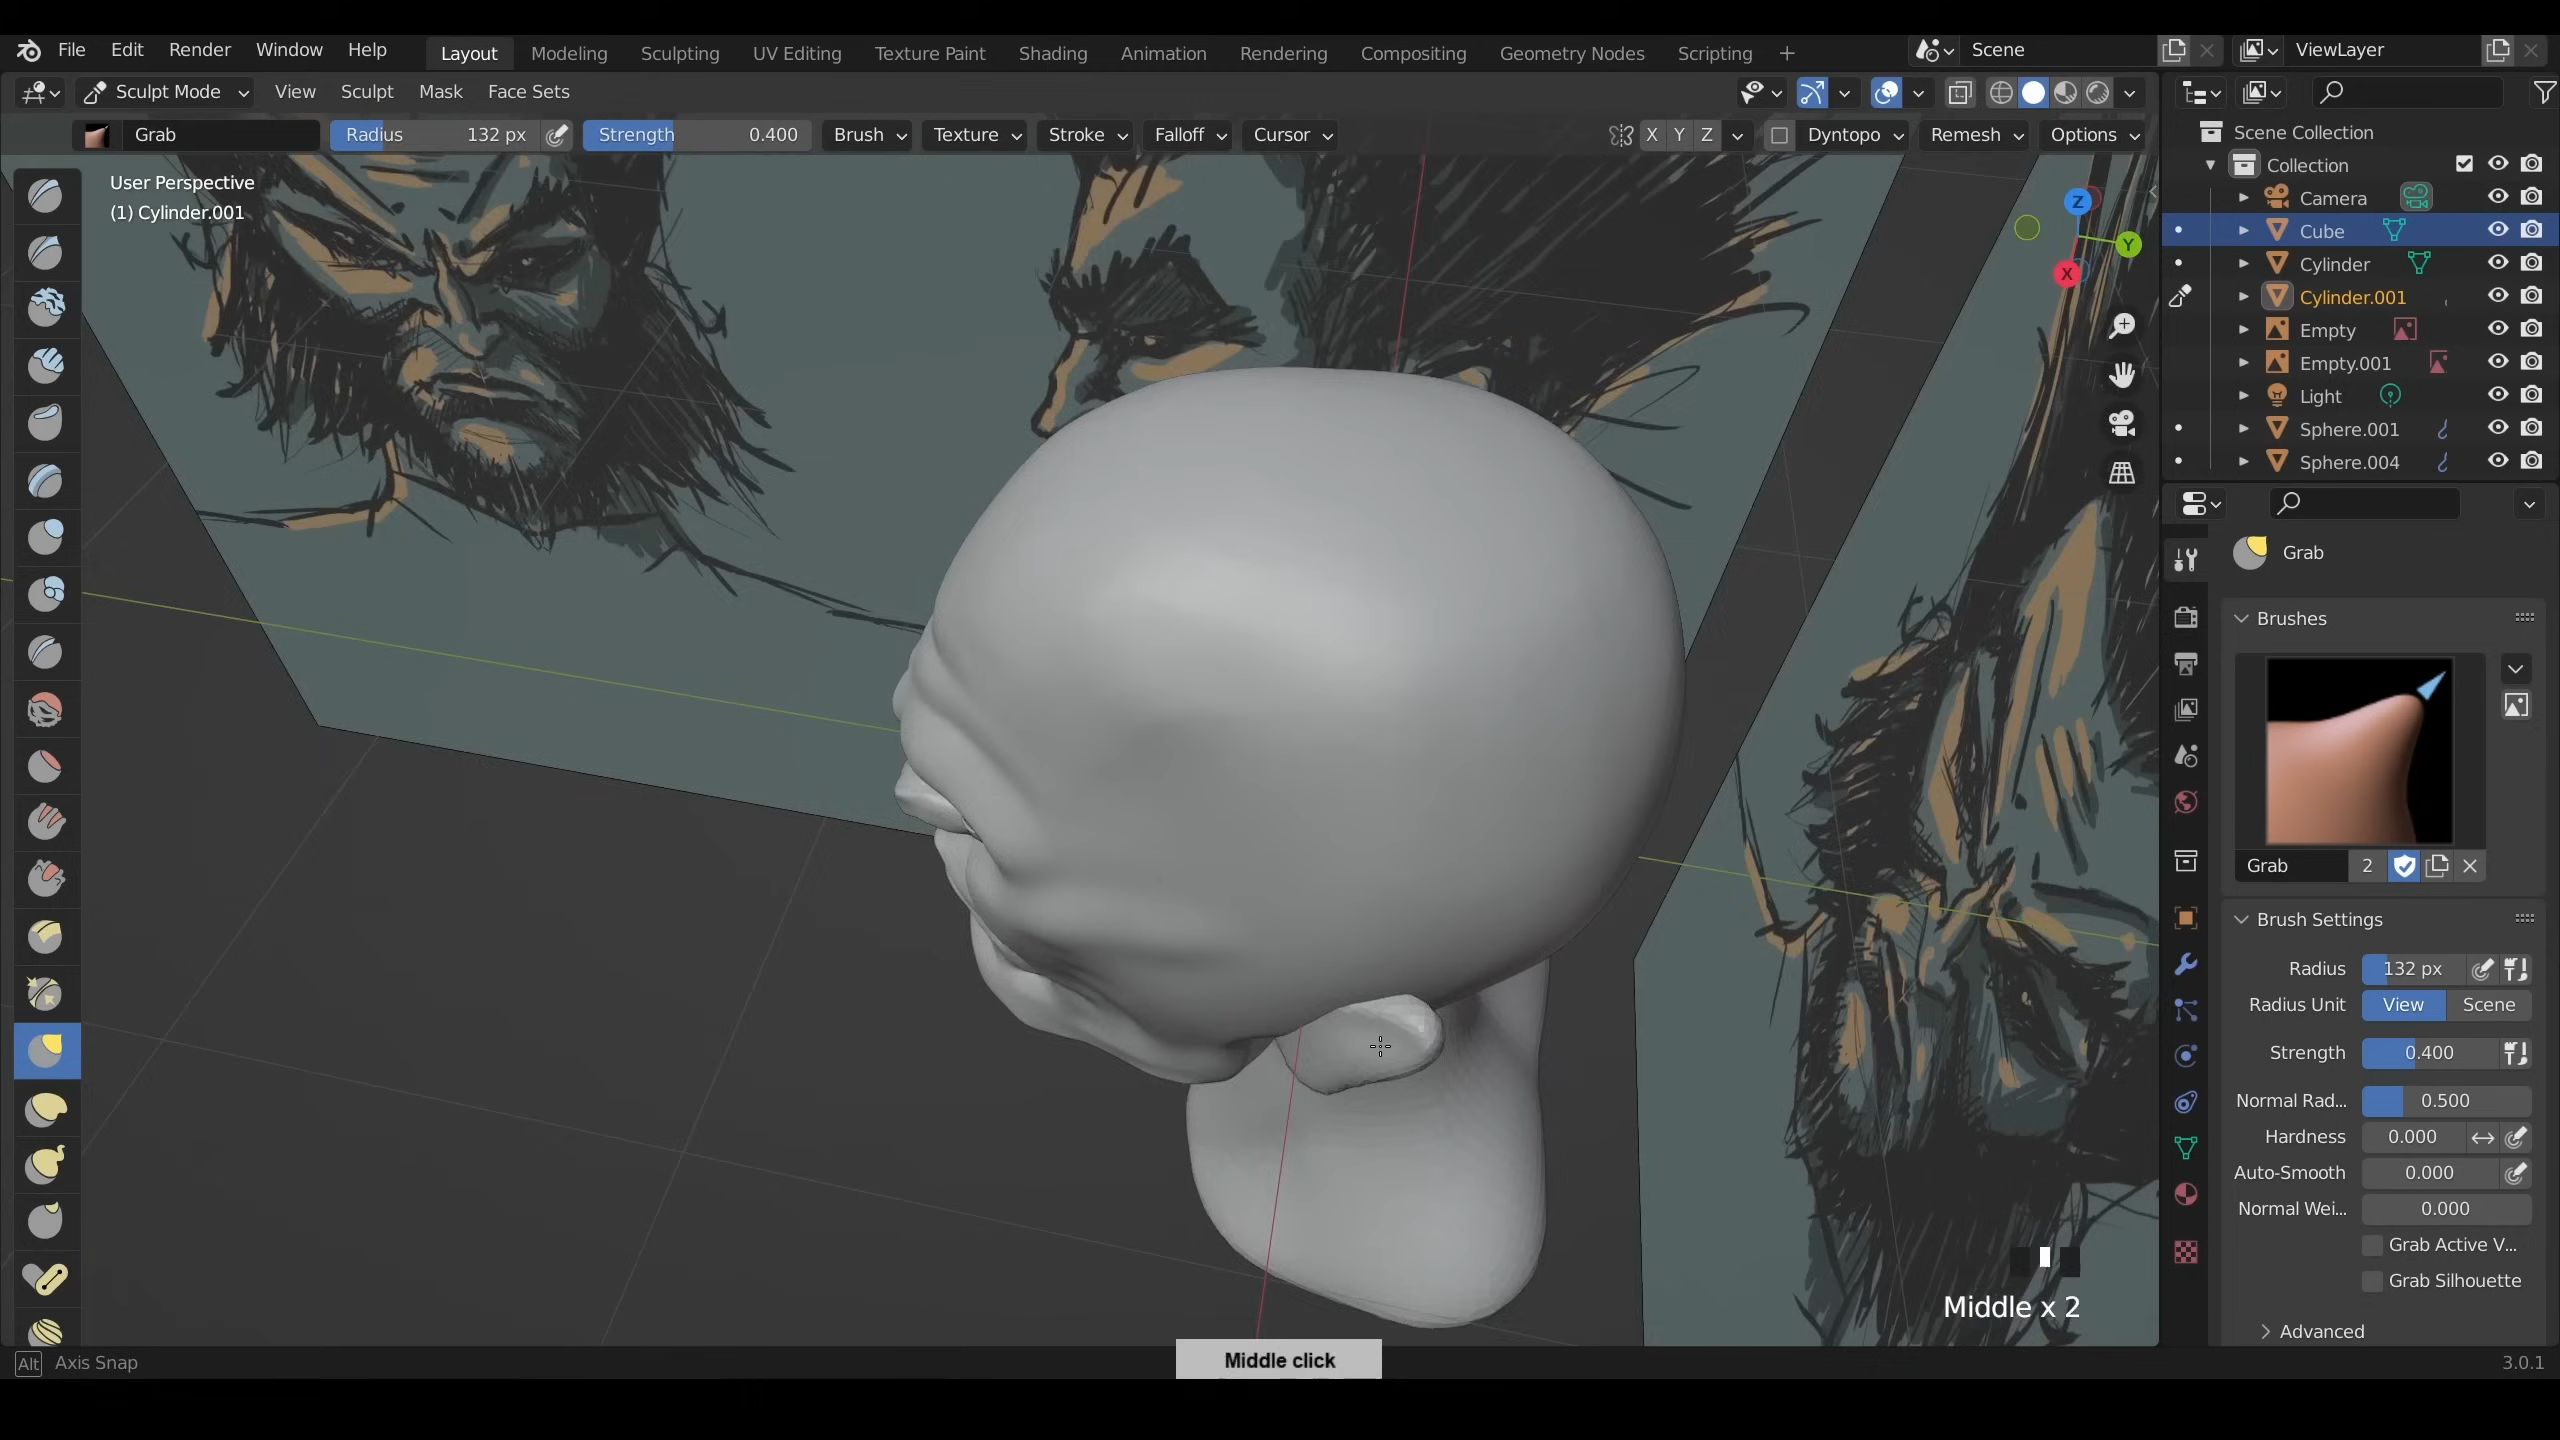 File Edit Render Window Help Layout Modeling Sculpting UV Editing Texture Paint Shading Animation Rendering Compositing Geometry Nodes Scripting + Scene ViewLayer
Sculpt Mode View Sculpt Mask Face Sets
Grab Radius 132 px Strength 0.400 Brush Texture Stroke Falloff Cursor X Y Z Dyntopo Remesh Options
User Perspective
(1) Cylinder.001
Z
Y
X
Scene Collection
Collection
Camera
Cube
Cylinder
Cylinder.001
Empty
Empty.001
Light
Sphere.001
Sphere.004
Grab
Brushes
Grab 2
Brush Settings
Radius 132 px
Radius Unit View Scene
Strength 0.400
Normal Rad... 0.500
Hardness 0.000
Auto-Smooth 0.000
Normal Wei... 0.000
Grab Active V...
Grab Silhouette
Advanced
Middle x 2
Middle click
Alt Axis Snap
3.0.1